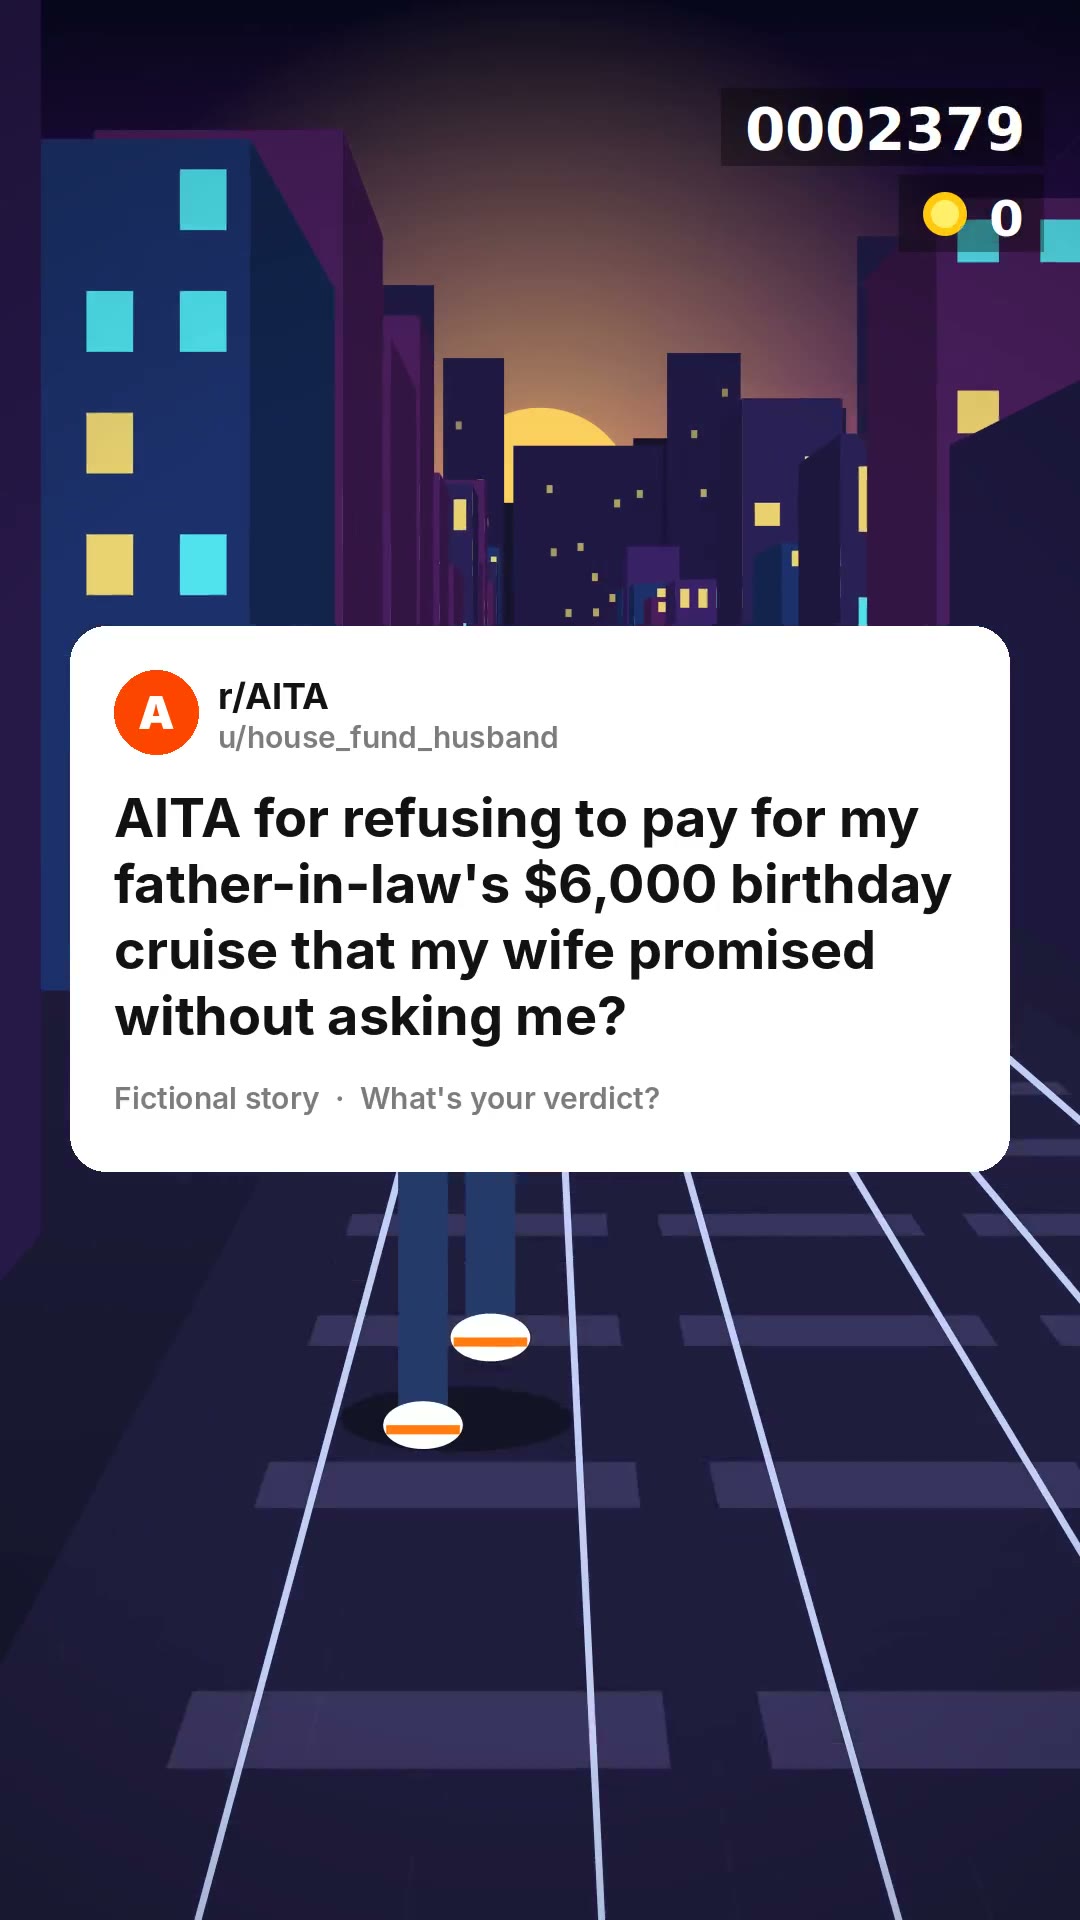 0002379
0
A
r/AITA
u/house_fund_husband
AITA for refusing to pay for my
father-in-law's $6,000 birthday
cruise that my wife promised
without asking me?
Fictional story · What's your verdict?